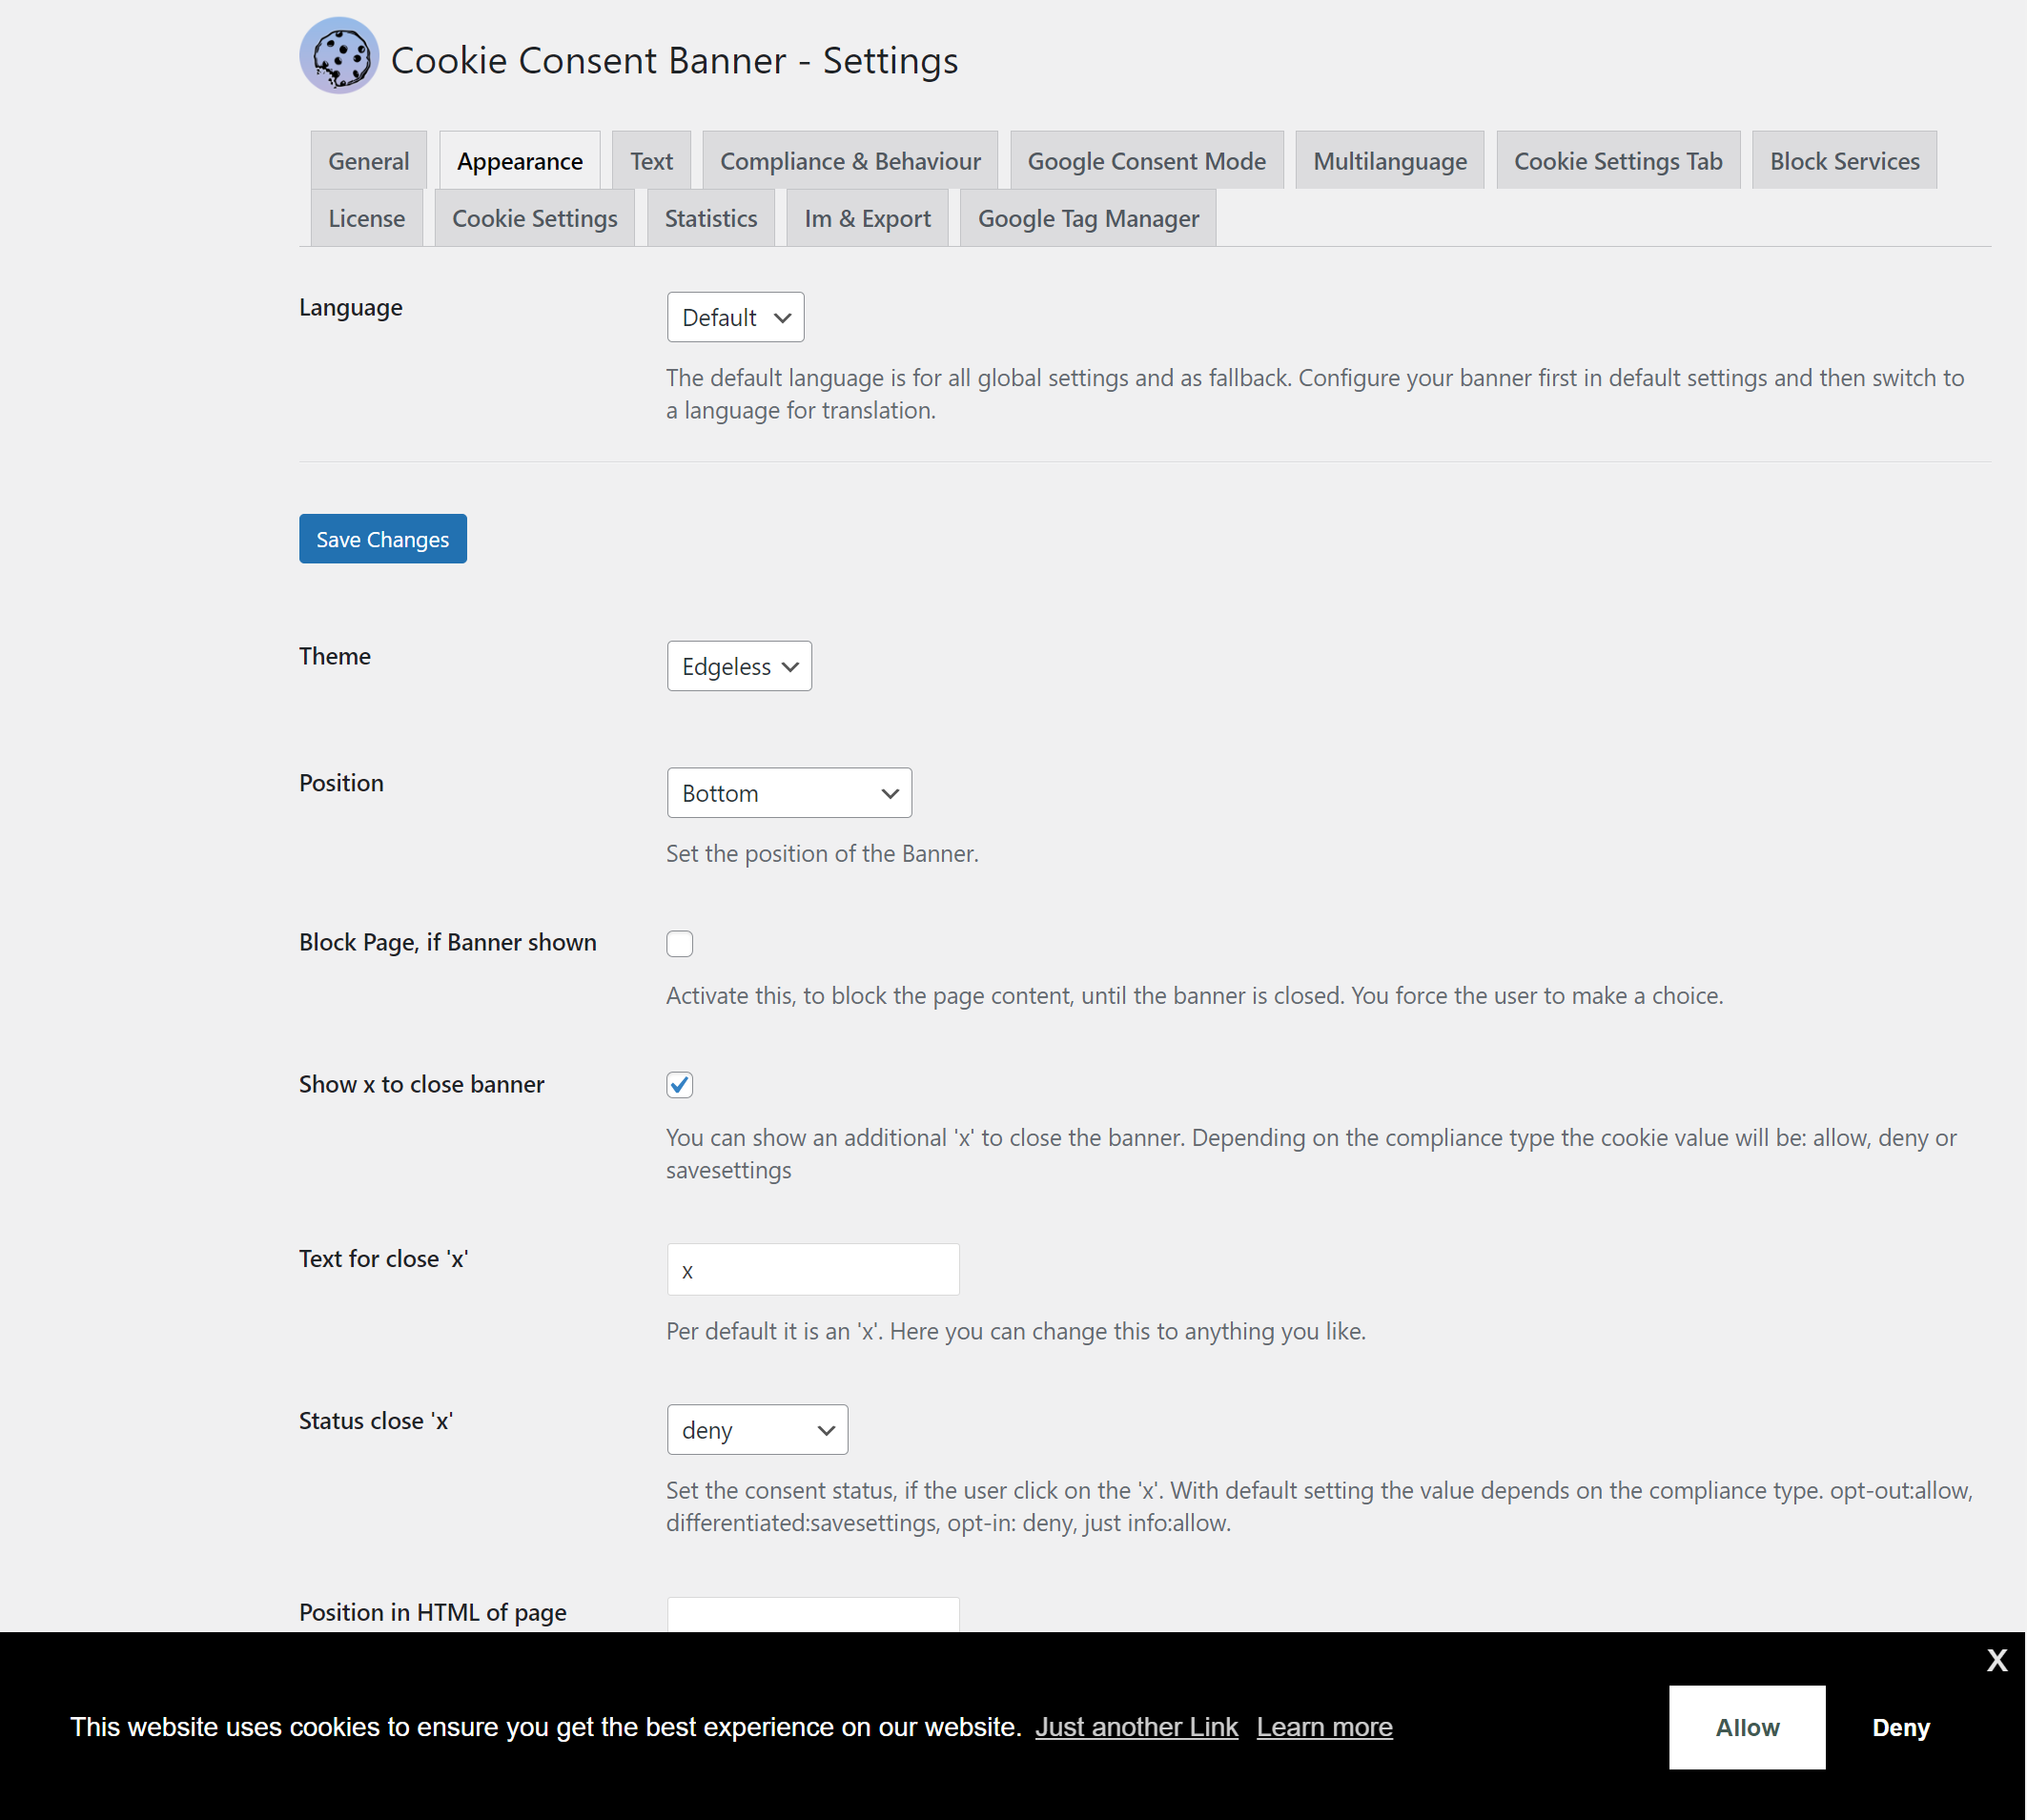 Cookie Consent Banner - Settings
General Appearance Text Compliance & Behaviour Google Consent Mode Multilanguage Cookie Settings Tab Block Services
License Cookie Settings Statistics Im & Export Google Tag Manager
Language
Default
The default language is for all global settings and as fallback. Configure your banner first in default settings and then switch to
a language for translation.
Save Changes
Theme
Edgeless
Position
Bottom
Set the position of the Banner.
Block Page, if Banner shown
Activate this, to block the page content, until the banner is closed. You force the user to make a choice.
Show x to close banner
You can show an additional 'x' to close the banner. Depending on the compliance type the cookie value will be: allow, deny or
savesettings
Text for close 'x'
x
Per default it is an 'x'. Here you can change this to anything you like.
Status close 'x'
deny
Set the consent status, if the user click on the 'x'. With default setting the value depends on the compliance type. opt-out:allow,
differentiated:savesettings, opt-in: deny, just info:allow.
Position in HTML of page
X
This website uses cookies to ensure you get the best experience on our website. Just another Link Learn more
Allow
Deny